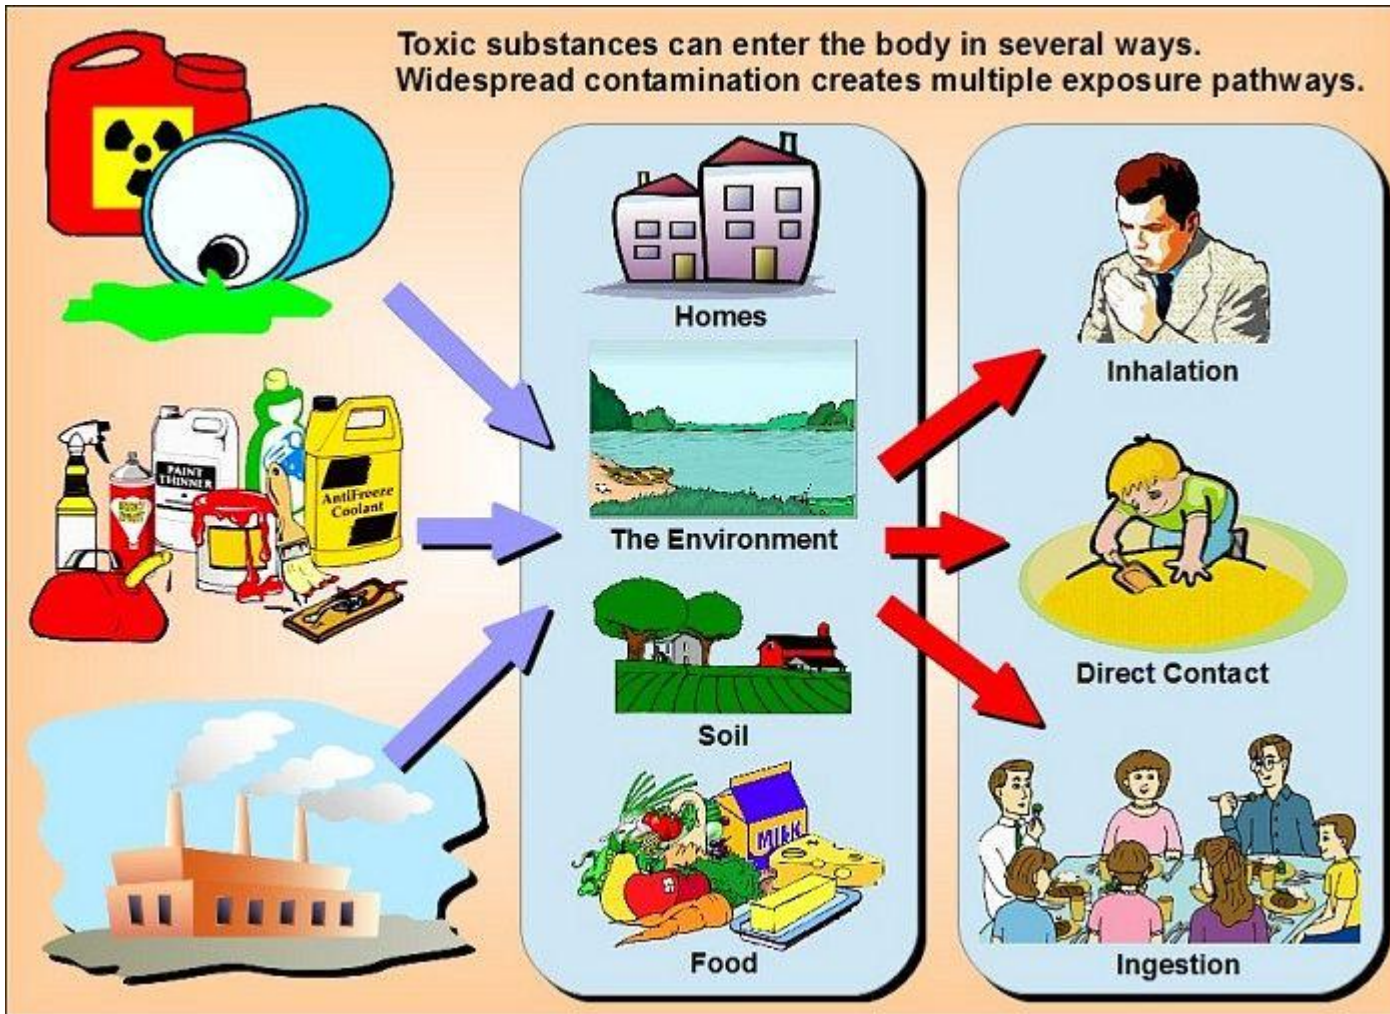 Toxic substances can enter the body in several ways.
Widespread contamination creates multiple exposure pathways.
Homes
The Environment
Soil
MILK
Food
PAINT
THINNER
AntiFreeze
Coolant
Inhalation
Direct Contact
Ingestion